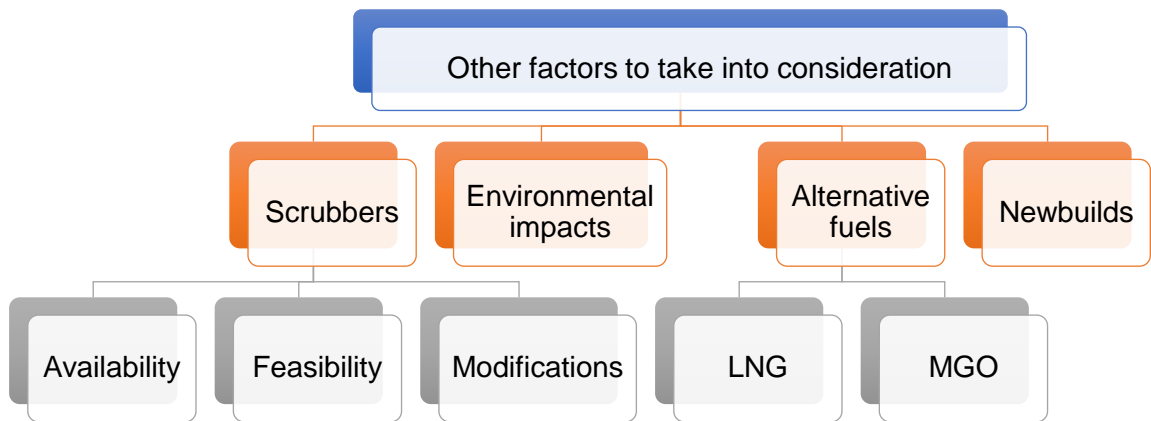 Other factors to take into consideration
Scrubbers
Environmental
impacts
Alternative
fuels
Newbuilds
Availability
Feasibility
Modifications
LNG
MGO